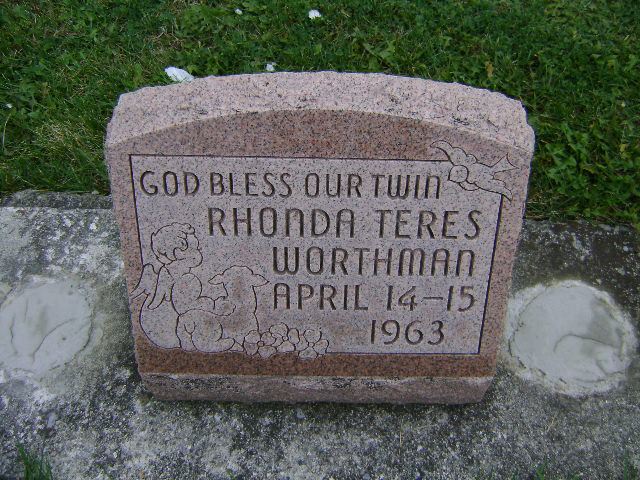 GOD BLESS OUR TWIN
RHONDA TERES
WORTHMAN
APRIL 14-15
1963